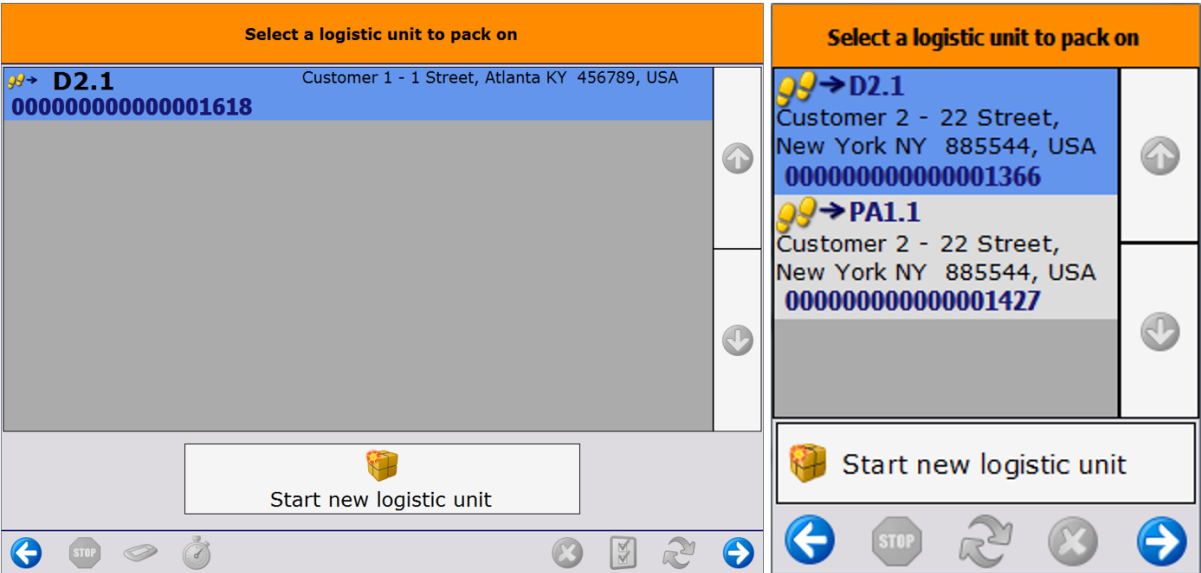 Select a logistic unit to pack on
D2.1 Customer 1 - 1 Street, Atlanta KY 456789, USA
000000000000001618
Start new logistic unit
STOP
Select a logistic unit to pack on
D2.1
Customer 2 - 22 Street,
New York NY 885544, USA
000000000000001366
PA1.1
Customer 2 - 22 Street,
New York NY 885544, USA
000000000000001427
Start new logistic unit
STOP